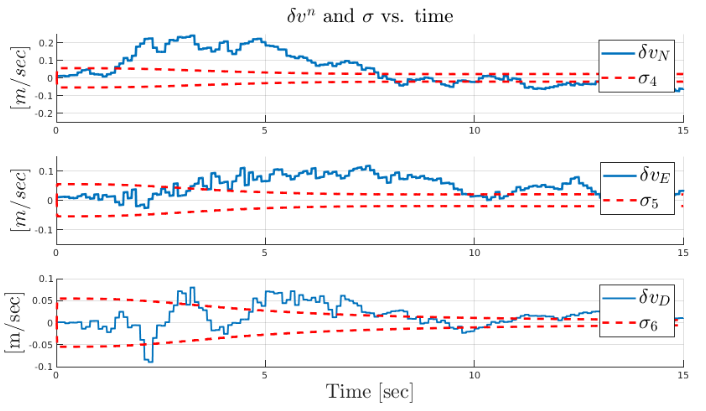 δvⁿ and σ vs. time
[m/sec]
0.2
0.1
0
-0.1
-0.2
0
5
10
15
δv_N
σ_4
[m/sec]
0.1
0
-0.1
0
5
10
15
δv_E
σ_5
[m/sec]
0.1
0.05
0
-0.05
-0.1
0
5
10
15
δv_D
σ_6
Time [sec]